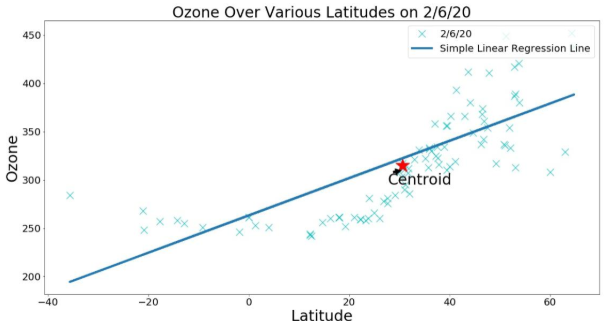 Ozone Over Various Latitudes on 2/6/20
450
400
350
300
250
200
Ozone
2/6/20
Simple Linear Regression Line
Centroid
−40
−20
0
20
40
60
Latitude